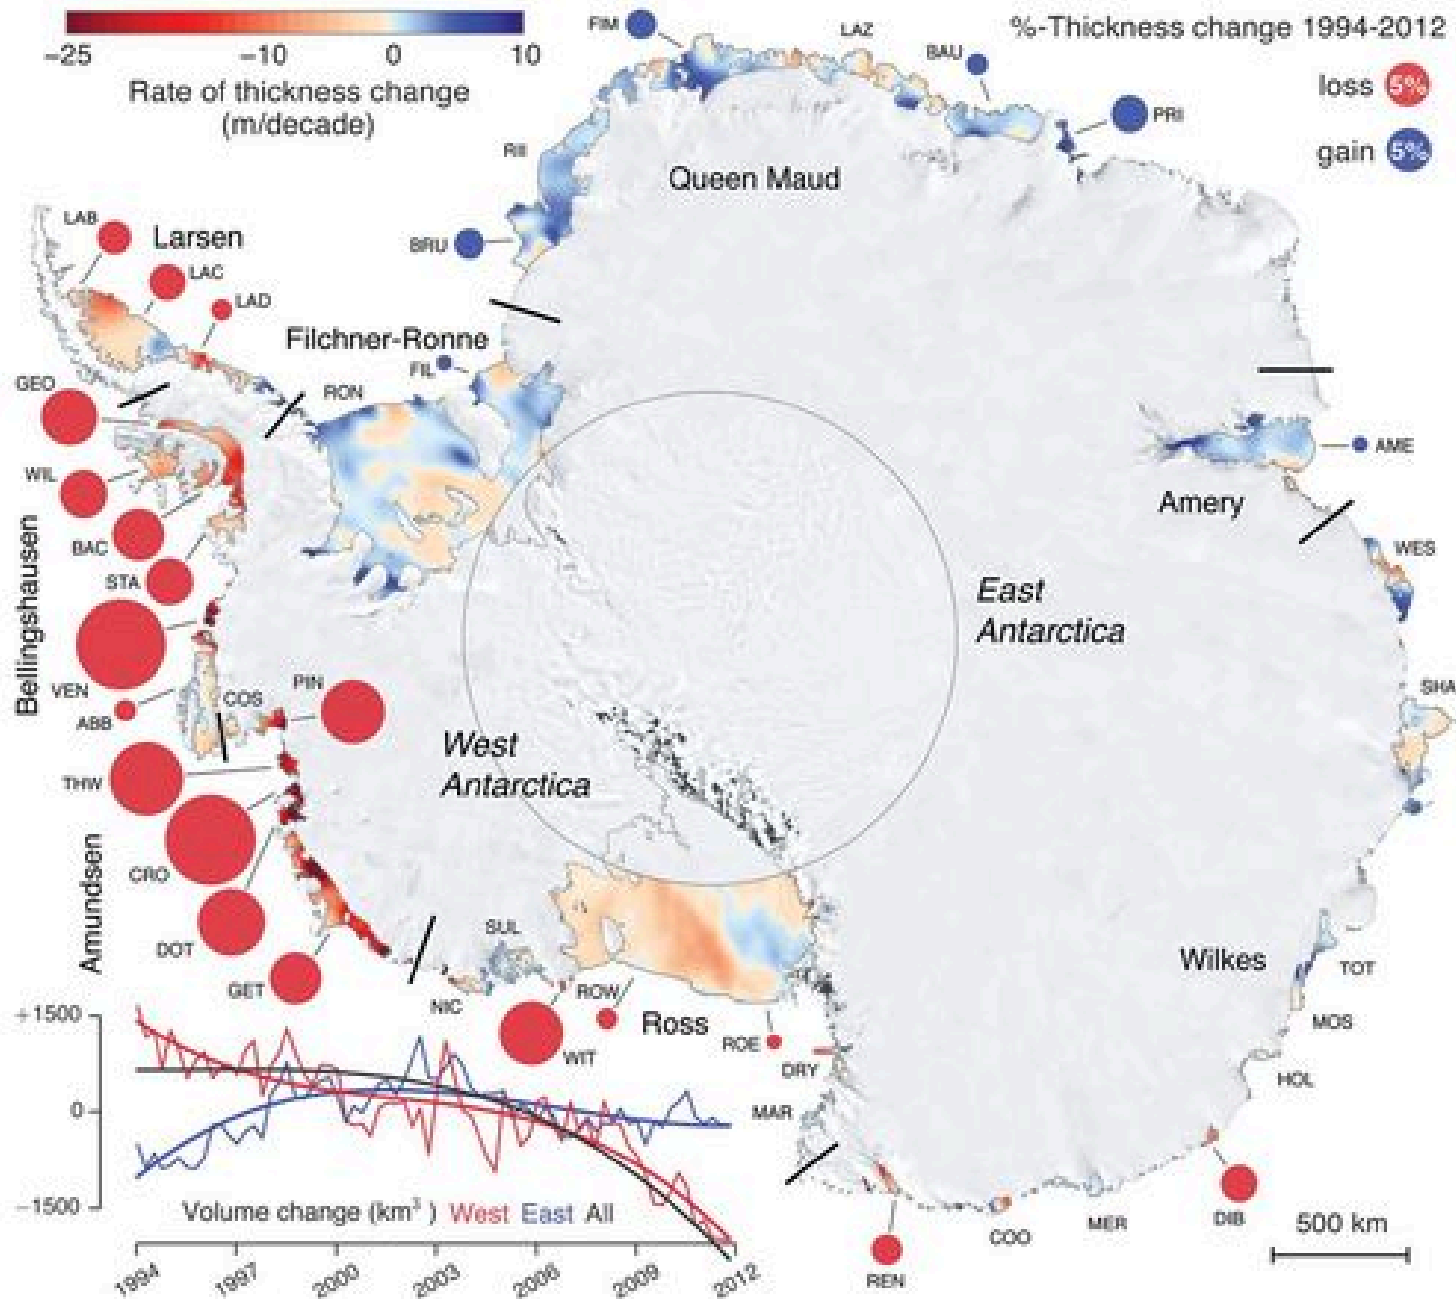 −25 −10 0 10
Rate of thickness change
(m/decade)
%-Thickness change 1994-2012
loss 5%
gain 5%
FIM
LAZ
BAU
PRI
RII
Queen Maud
BRU
LAB
Larsen
LAC
LAD
Filchner-Ronne
FIL
RON
GEO
WIL
BAC
STA
Bellingshausen
VEN
ABB
COS
PIN
THW
CRO
Amundsen
DOT
GET
West
Antarctica
East
Antarctica
AME
Amery
WES
SHA
Wilkes
TOT
MOS
HOL
DIB
MER
COO
REN
SUL
NIC
WIT
ROW
Ross
ROE
DRY
MAR
500 km
+1500
0
−1500
Volume change (km³ ) West East All
1994 1997 2000 2003 2006 2009 2012